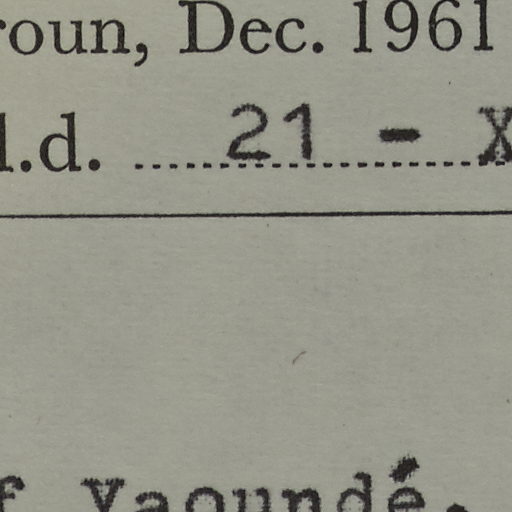 roun, Dec. 1961
l.d. 21 - X
f Yaoundé.